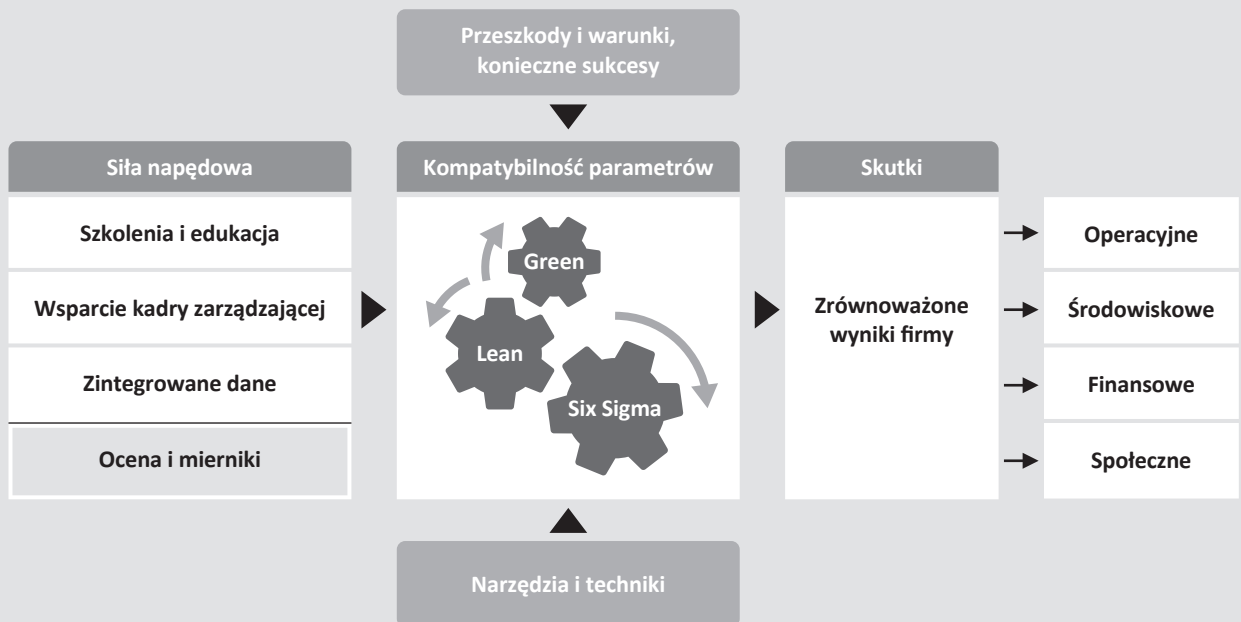 Przeszkody i warunki,
konieczne sukcesy
Siła napędowa
Szkolenia i edukacja
Wsparcie kadry zarządzającej
Zintegrowane dane
Ocena i mierniki
Kompatybilność parametrów
Green
Lean
Six Sigma
Skutki
Zrównoważone
wyniki firmy
Operacyjne
Środowiskowe
Finansowe
Społeczne
Narzędzia i techniki